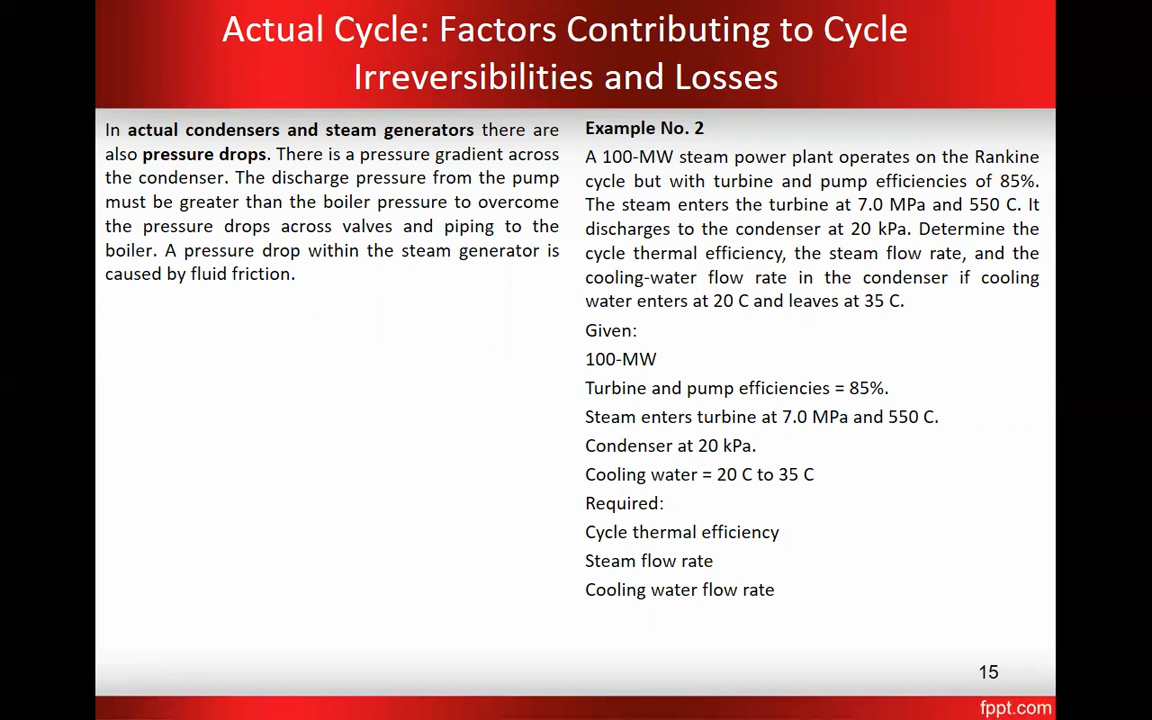 Actual Cycle: Factors Contributing to Cycle
Irreversibilities and Losses
In actual condensers and steam generators there are
also pressure drops. There is a pressure gradient across
the condenser. The discharge pressure from the pump
must be greater than the boiler pressure to overcome
the pressure drops across valves and piping to the
boiler. A pressure drop within the steam generator is
caused by fluid friction.
Example No. 2
A 100-MW steam power plant operates on the Rankine
cycle but with turbine and pump efficiencies of 85%.
The steam enters the turbine at 7.0 MPa and 550 C. It
discharges to the condenser at 20 kPa. Determine the
cycle thermal efficiency, the steam flow rate, and the
cooling-water flow rate in the condenser if cooling
water enters at 20 C and leaves at 35 C.
Given:
100-MW
Turbine and pump efficiencies = 85%.
Steam enters turbine at 7.0 MPa and 550 C.
Condenser at 20 kPa.
Cooling water = 20 C to 35 C
Required:
Cycle thermal efficiency
Steam flow rate
Cooling water flow rate
15
fppt.com